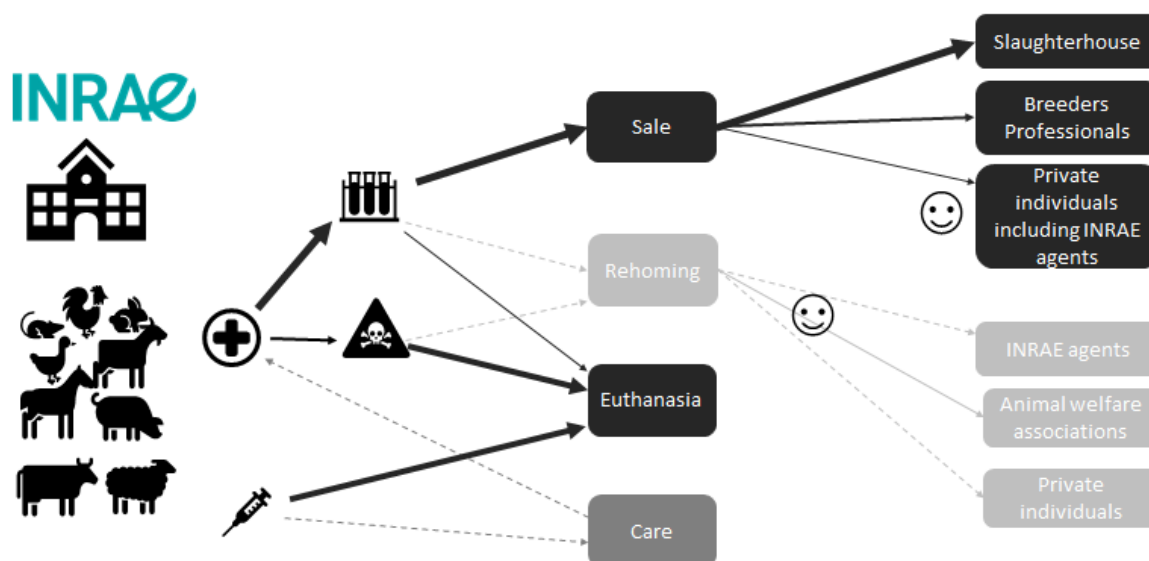 INRAE
Slaughterhouse
Sale
Breeders
Professionals
Private
individuals
including INRAE
agents
Rehoming
INRAE agents
Euthanasia
Animal welfare
associations
Private
individuals
Care